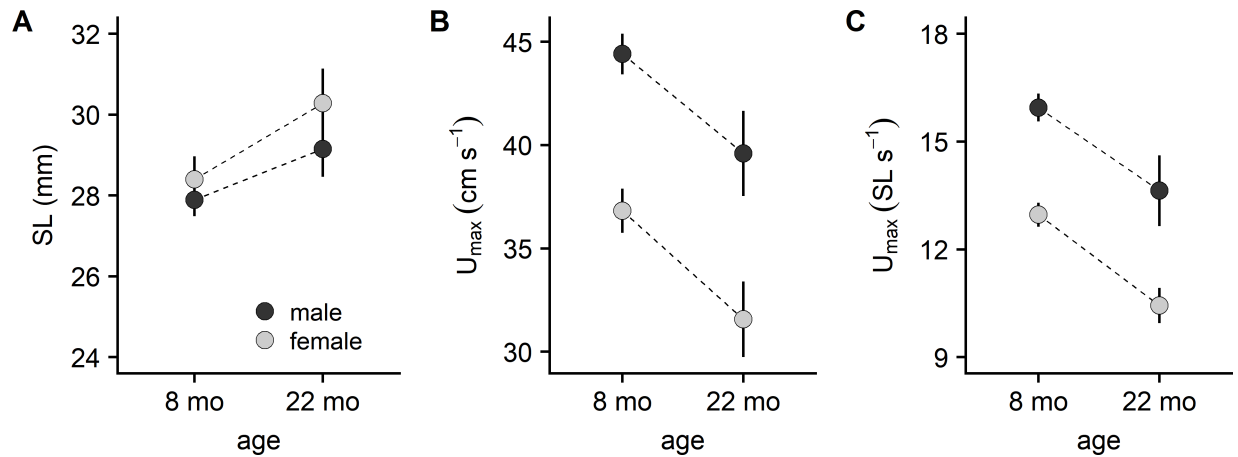 A
SL (mm)
32
30
28
26
24
male
female
8 mo
22 mo
age
B
Umax (cm s−1)
45
40
35
30
8 mo
22 mo
age
C
Umax (SL s−1)
18
15
12
9
8 mo
22 mo
age